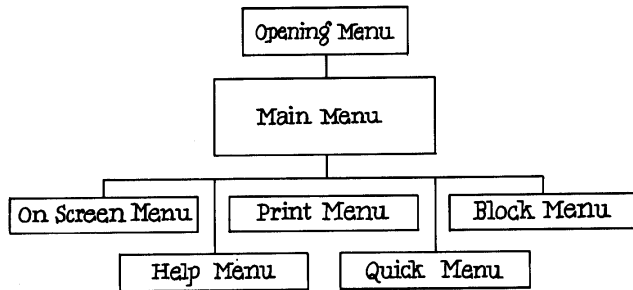 Opening Menu
Main Menu
On Screen Menu
Print Menu
Block Menu
Help Menu
Quick Menu